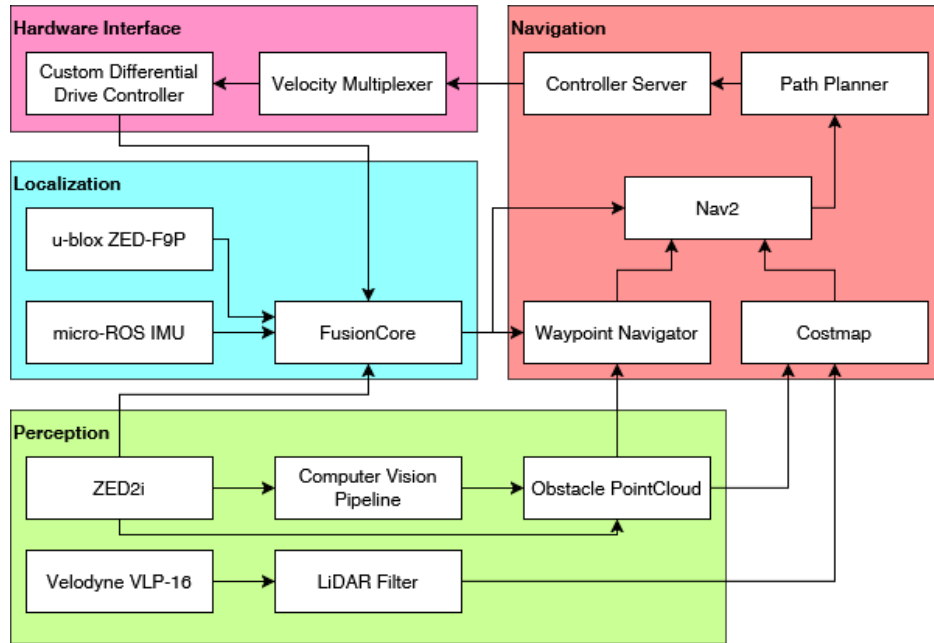 Hardware Interface
Custom Differential
Drive Controller
Velocity Multiplexer
Navigation
Controller Server
Path Planner
Nav2
Waypoint Navigator
Costmap
Localization
u-blox ZED-F9P
micro-ROS IMU
FusionCore
Perception
ZED2i
Computer Vision
Pipeline
Obstacle PointCloud
Velodyne VLP-16
LiDAR Filter